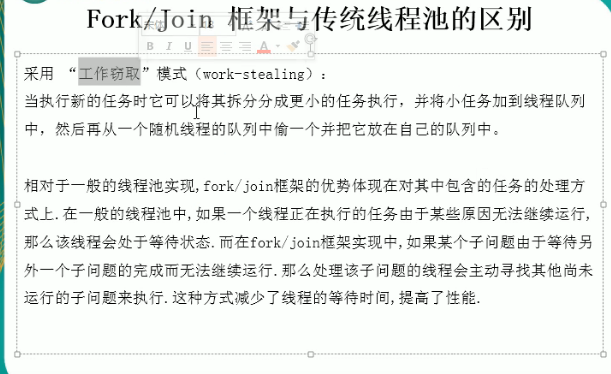 Fork/Join 框架与传统线程池的区别
B I U A
采用 “工作窃取”模式（work-stealing）：
当执行新的任务时它可以将其拆分分成更小的任务执行，并将小任务加到线程队列
中，然后再从一个随机线程的队列中偷一个并把它放在自己的队列中。
相对于一般的线程池实现,fork/join框架的优势体现在对其中包含的任务的处理方
式上.在一般的线程池中,如果一个线程正在执行的任务由于某些原因无法继续运行,
那么该线程会处于等待状态.而在fork/join框架实现中,如果某个子问题由于等待另
外一个子问题的完成而无法继续运行.那么处理该子问题的线程会主动寻找其他尚未
运行的子问题来执行.这种方式减少了线程的等待时间,提高了性能.